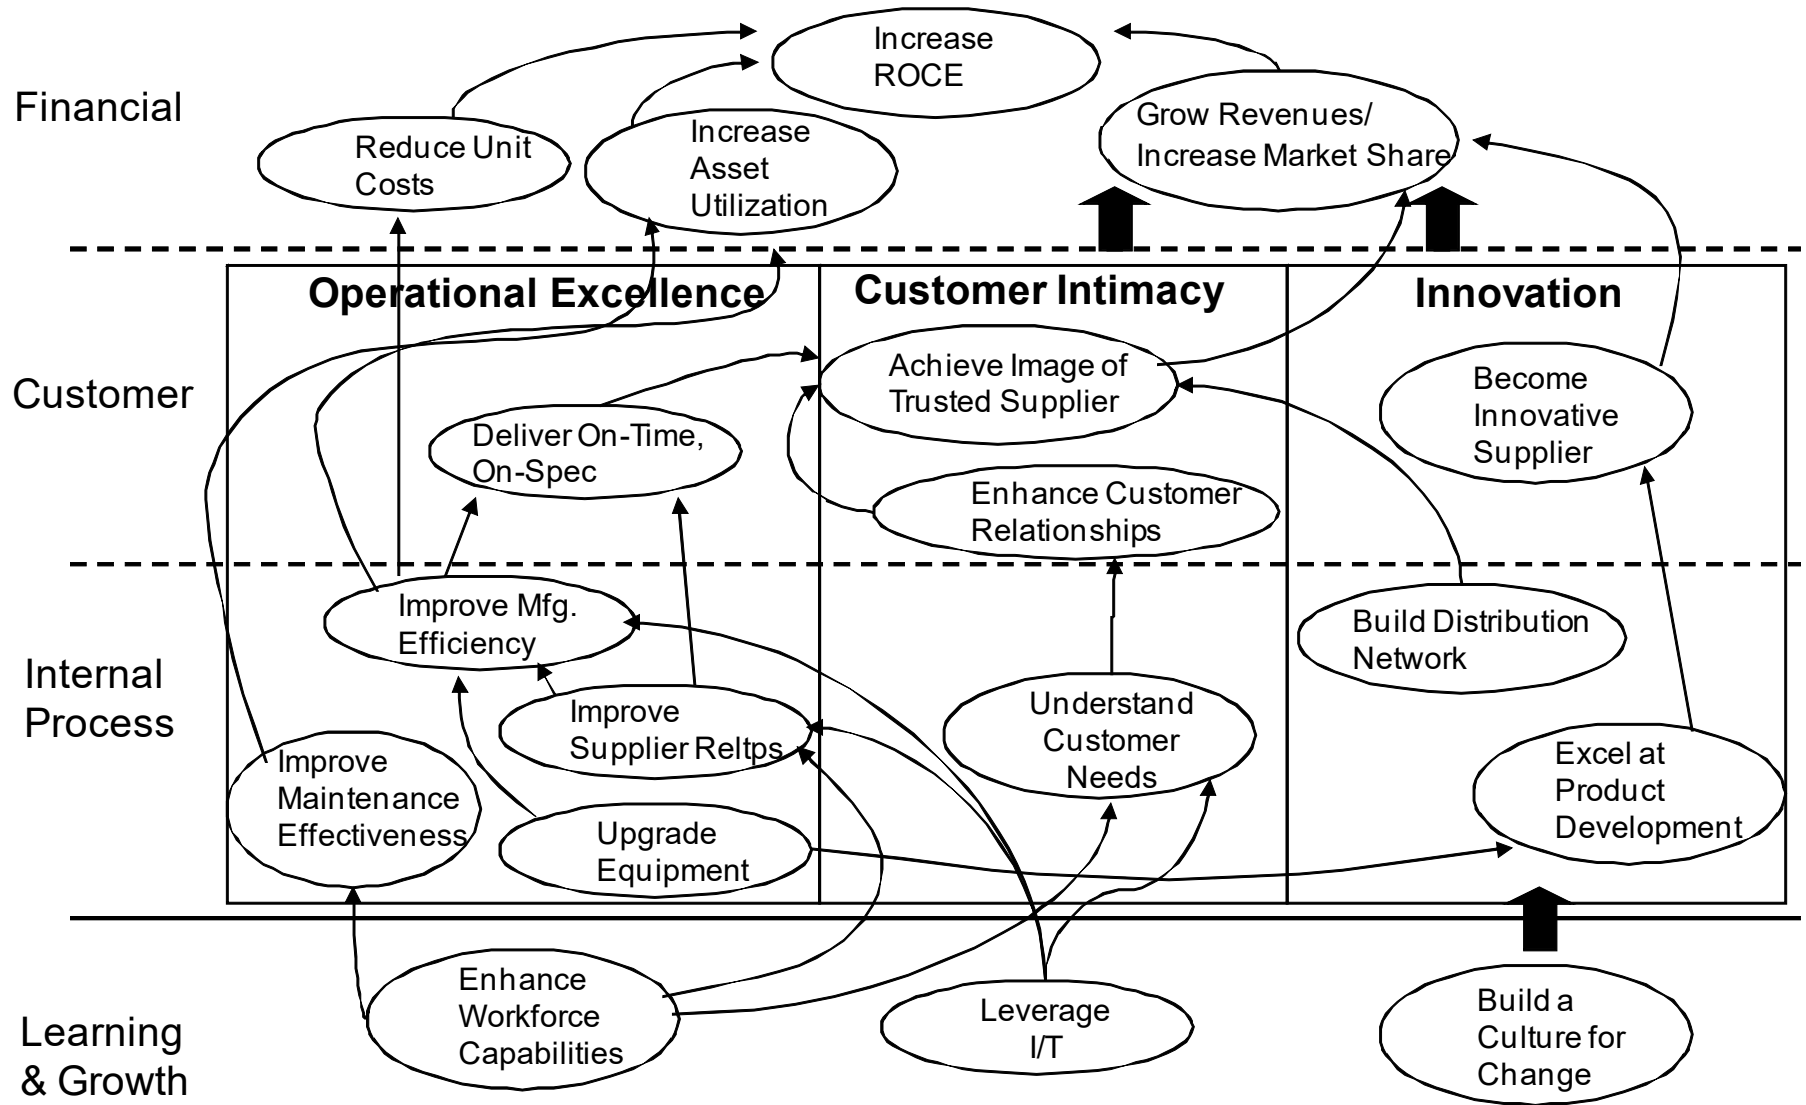 Financial
Increase
ROCE
Grow Revenues/
Increase Market Share
Reduce Unit
Costs
Increase
Asset
Utilization
Operational Excellence
Customer Intimacy
Innovation
Customer
Achieve Image of
Trusted Supplier
Become
Innovative
Supplier
Deliver On-Time,
On-Spec
Enhance Customer
Relationships
Internal
Process
Improve Mfg.
Efficiency
Build Distribution
Network
Improve
Supplier Reltps
Understand
Customer
Needs
Improve
Maintenance
Effectiveness
Excel at
Product
Development
Upgrade
Equipment
Learning
& Growth
Enhance
Workforce
Capabilities
Leverage
I/T
Build a
Culture for
Change